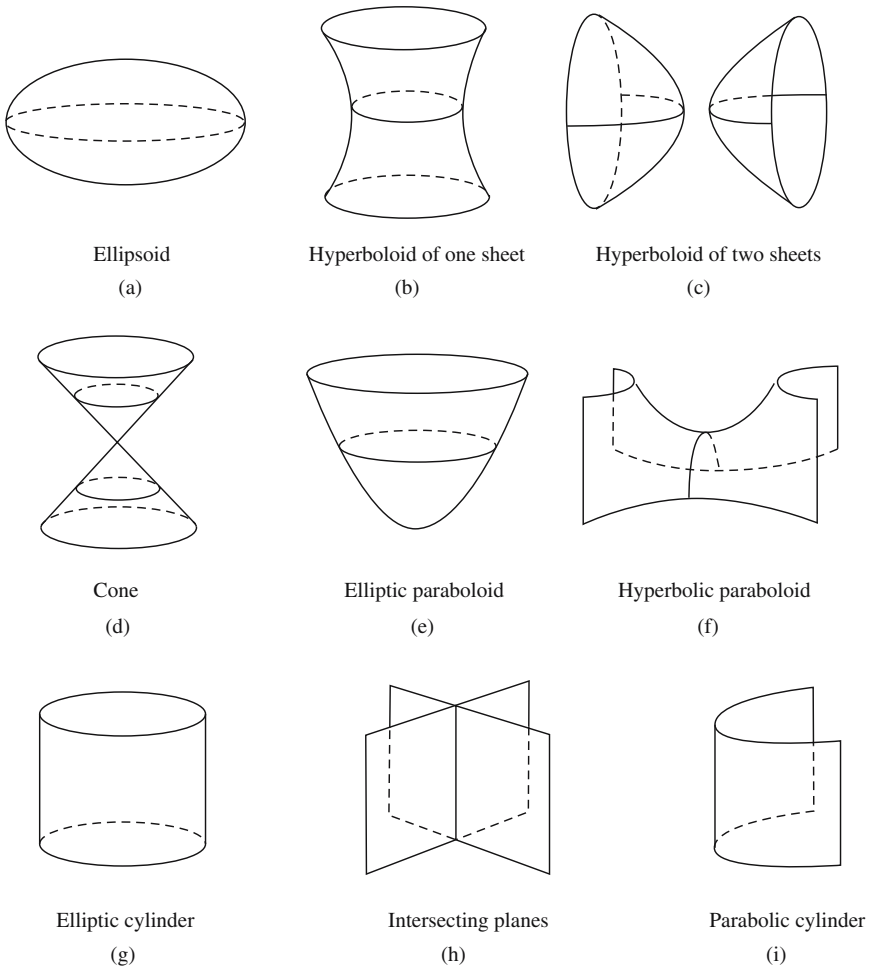 Ellipsoid
(a)
Hyperboloid of one sheet
(b)
Hyperboloid of two sheets
(c)
Cone
(d)
Elliptic paraboloid
(e)
Hyperbolic paraboloid
(f)
Elliptic cylinder
(g)
Intersecting planes
(h)
Parabolic cylinder
(i)